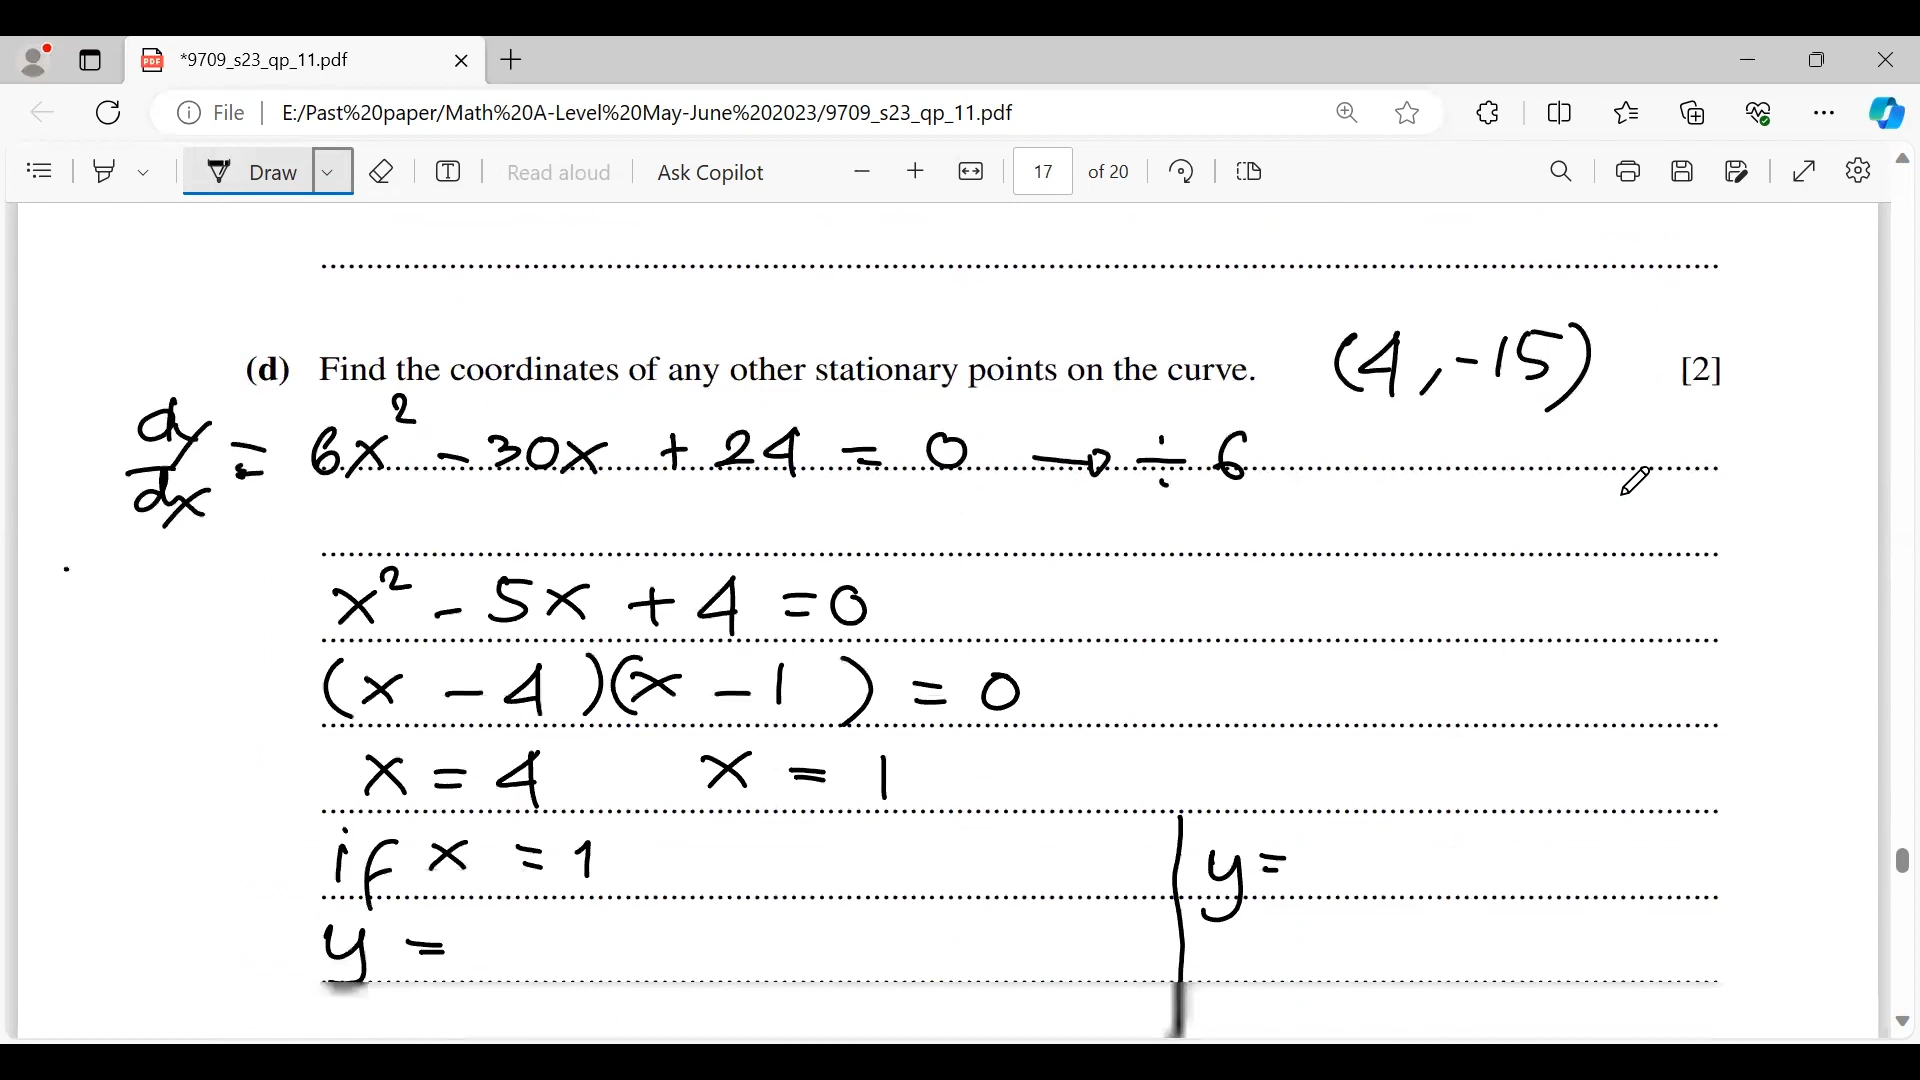 *9709_s23_qp_11.pdf
File E:/Past%20paper/Math%20A-Level%20May-June%202023/9709_s23_qp_11.pdf
Draw Read aloud Ask Copilot 17 of 20
(d) Find the coordinates of any other stationary points on the curve. (4, -15) [2]
dy/dx = 6x² - 30x + 24 = 0 → ÷ 6
x² - 5x + 4 = 0
(x - 4)(x - 1) = 0
x = 4 x = 1
if x = 1 y =
y =